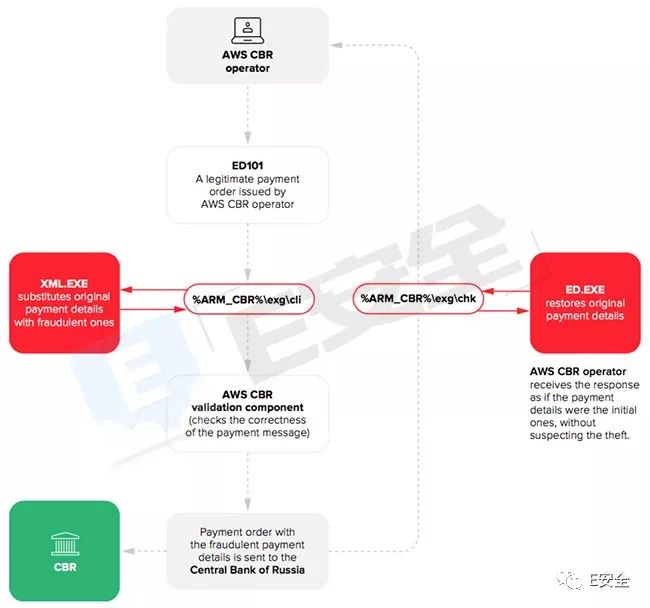 AWS CBR
operator
ED101
A legitimate payment
order issued by
AWS CBR operator
XML.EXE
substitutes original
payment details
with fraudulent ones
%ARM_CBR%\exg\cli
%ARM_CBR%\exg\chk
ED.EXE
restores original
payment details
AWS CBR operator
receives the response
as if the payment
details were the initial
ones, without
suspecting the theft.
AWS CBR
validation component
(checks the correctness
of the payment message)
CBR
Payment order with
the fraudulent payment
details is sent to the
Central Bank of Russia
E安全
E安全